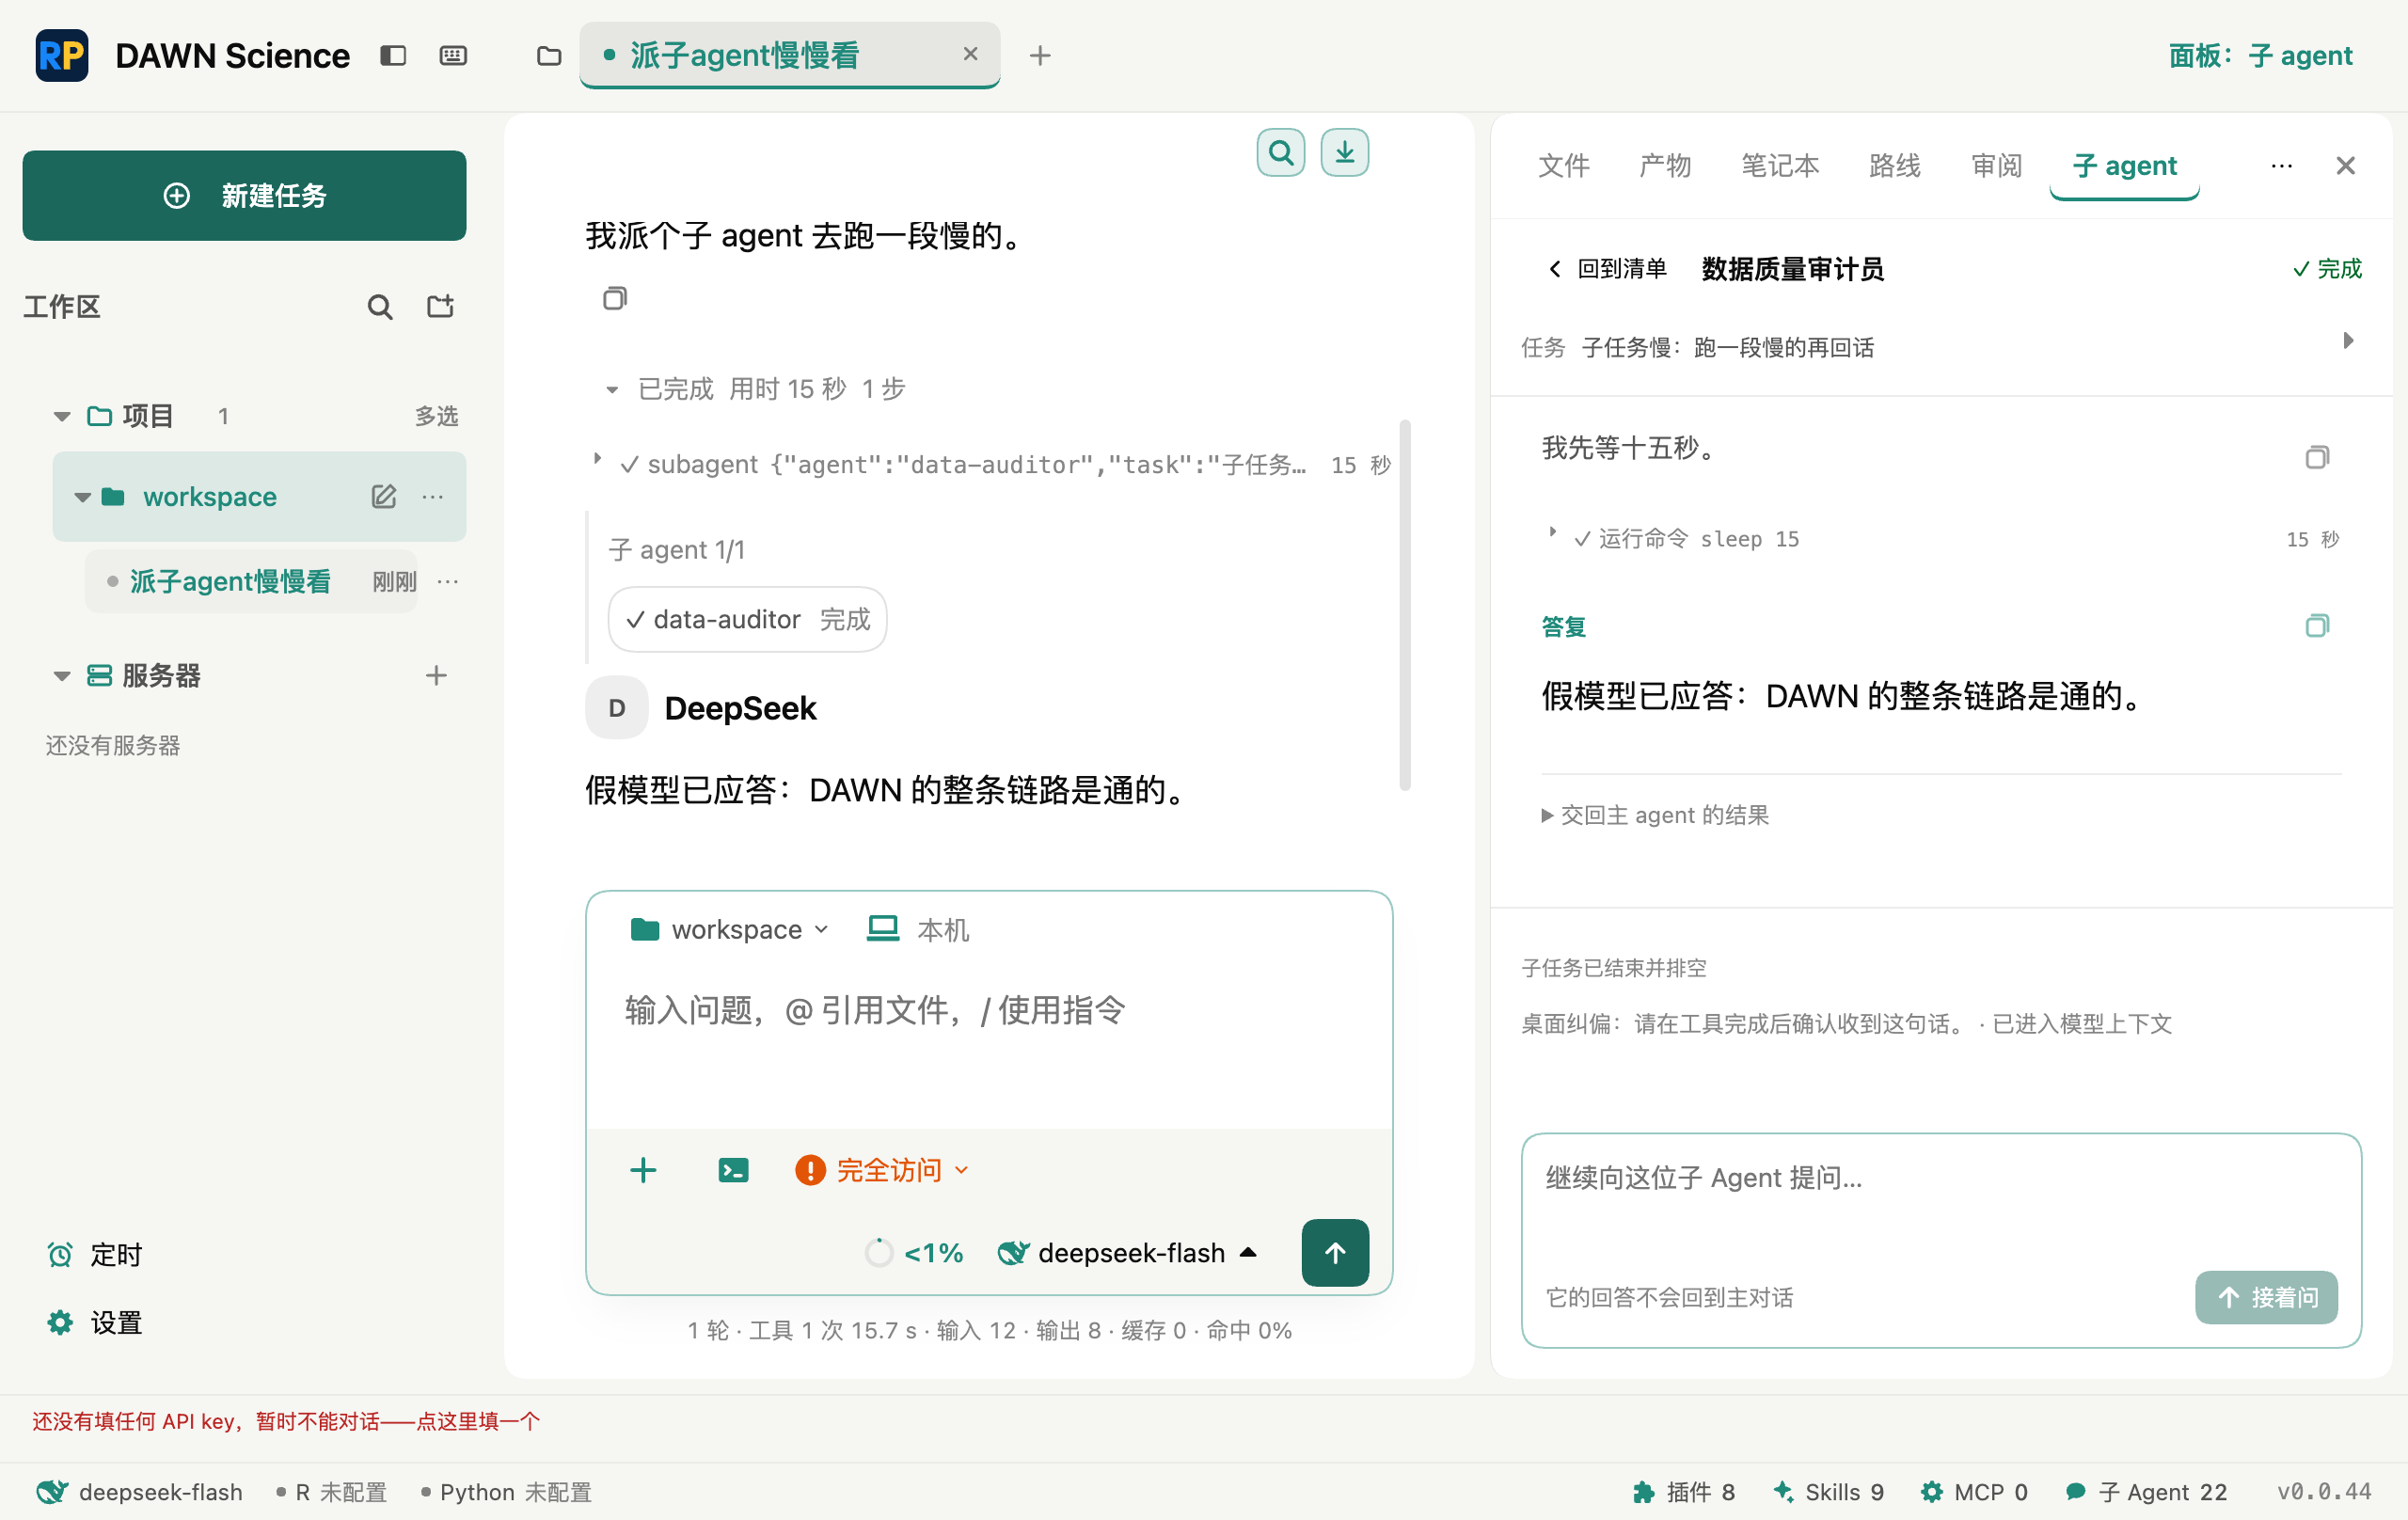 RP DAWN Science
派子agent慢慢看
面板：子 agent
新建任务
工作区
项目 1 多选
workspace
派子agent慢慢看 刚刚
服务器
还没有服务器
定时
设置
我派个子 agent 去跑一段慢的。
已完成 用时 15 秒 1 步
subagent {"agent":"data-auditor","task":"子任务… 15 秒
子 agent 1/1
data-auditor 完成
D DeepSeek
假模型已应答：DAWN 的整条链路是通的。
workspace 本机
输入问题，@ 引用文件，/ 使用指令
完全访问
<1% deepseek-flash
1 轮 · 工具 1 次 15.7 s · 输入 12 · 输出 8 · 缓存 0 · 命中 0%
文件 产物 笔记本 路线 审阅 子 agent
回到清单 数据质量审计员 完成
任务 子任务慢：跑一段慢的再回话
我先等十五秒。
运行命令 sleep 15 15 秒
答复
假模型已应答：DAWN 的整条链路是通的。
交回主 agent 的结果
子任务已结束并排空
桌面纠偏：请在工具完成后确认收到这句话。 · 已进入模型上下文
继续向这位子 Agent 提问…
它的回答不会回到主对话 接着问
还没有填任何 API key，暂时不能对话——点这里填一个
deepseek-flash R 未配置 Python 未配置
插件 8 Skills 9 MCP 0 子 Agent 22 v0.0.44